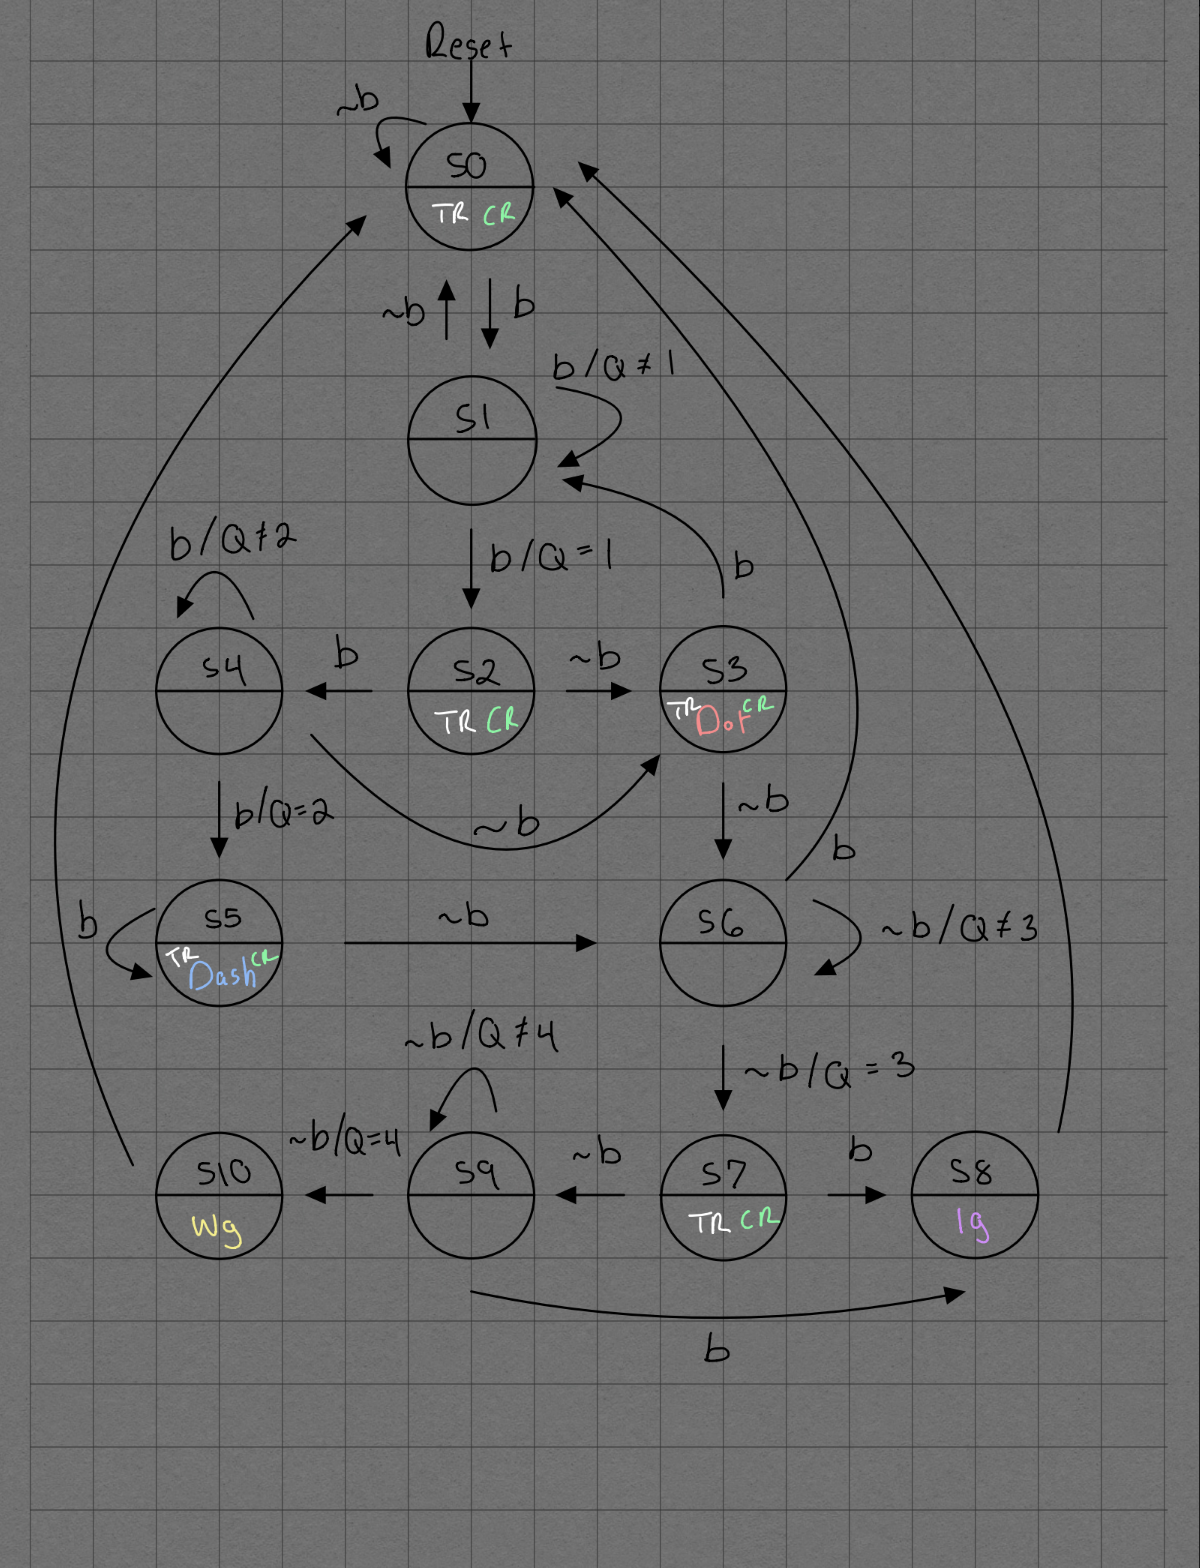 Reset
~b
S0
TR CR
~b
b
b/Q≠1
S1
b/Q≠2
b/Q=1
b
S4
b
S2
~b
S3
TR CR
TR Dot CR
b/Q=2
~b
~b
b
b
S5
~b
S6
~b/Q≠3
TR Dash CR
~b/Q≠4
~b/Q=3
~b/Q=4
~b
b
S10
S9
S7
S8
Wg
TR CR
lg
b